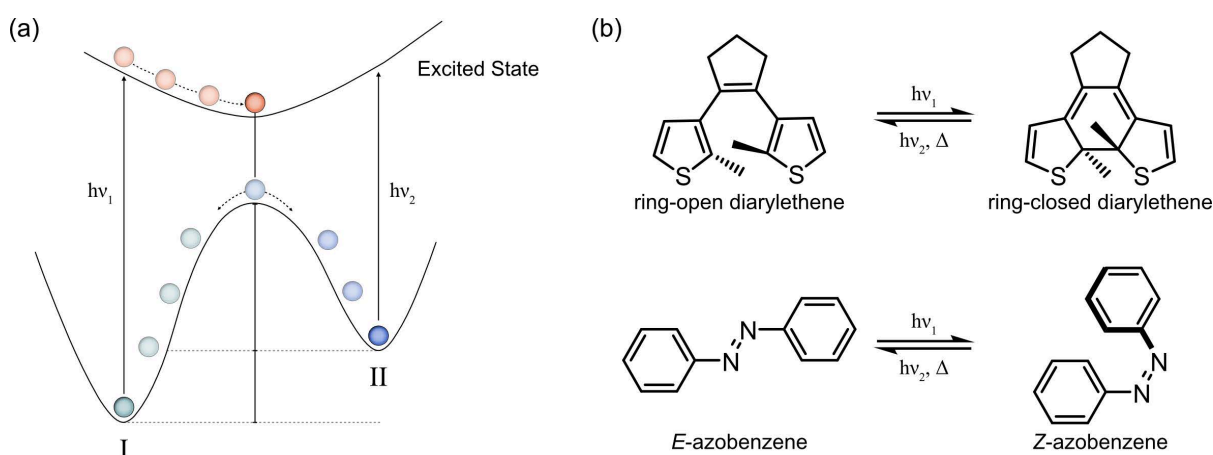 (a)
Excited State
hν₁
hν₂
I
II
(b)
S
S
ring-open diarylethene
hν₁
hν₂, Δ
S
S
ring-closed diarylethene
N
N
E-azobenzene
hν₁
hν₂, Δ
N
N
Z-azobenzene